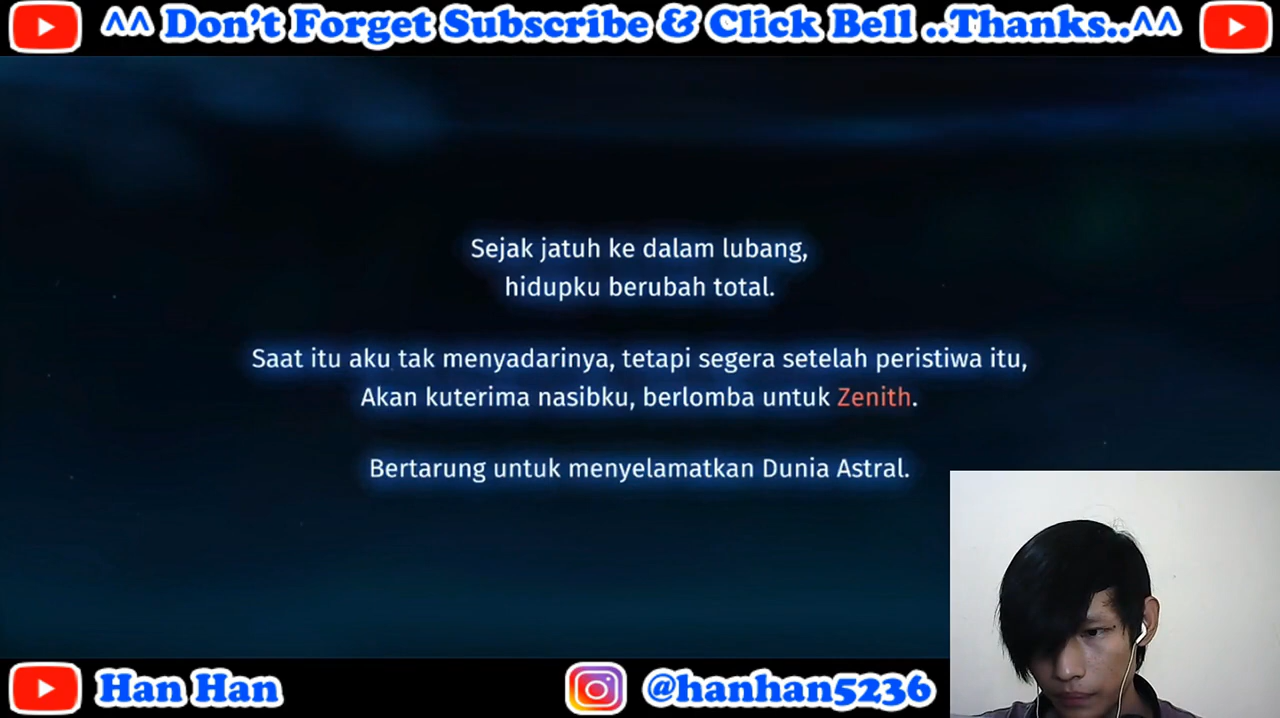 ^^ Don't Forget Subscribe & Click Bell ..Thanks..^^
Sejak jatuh ke dalam lubang,
hidupku berubah total.
Saat itu aku tak menyadarinya, tetapi segera setelah peristiwa itu,
Akan kuterima nasibku, berlomba untuk Zenith.
Bertarung untuk menyelamatkan Dunia Astral.
Han Han
@hanhan5236